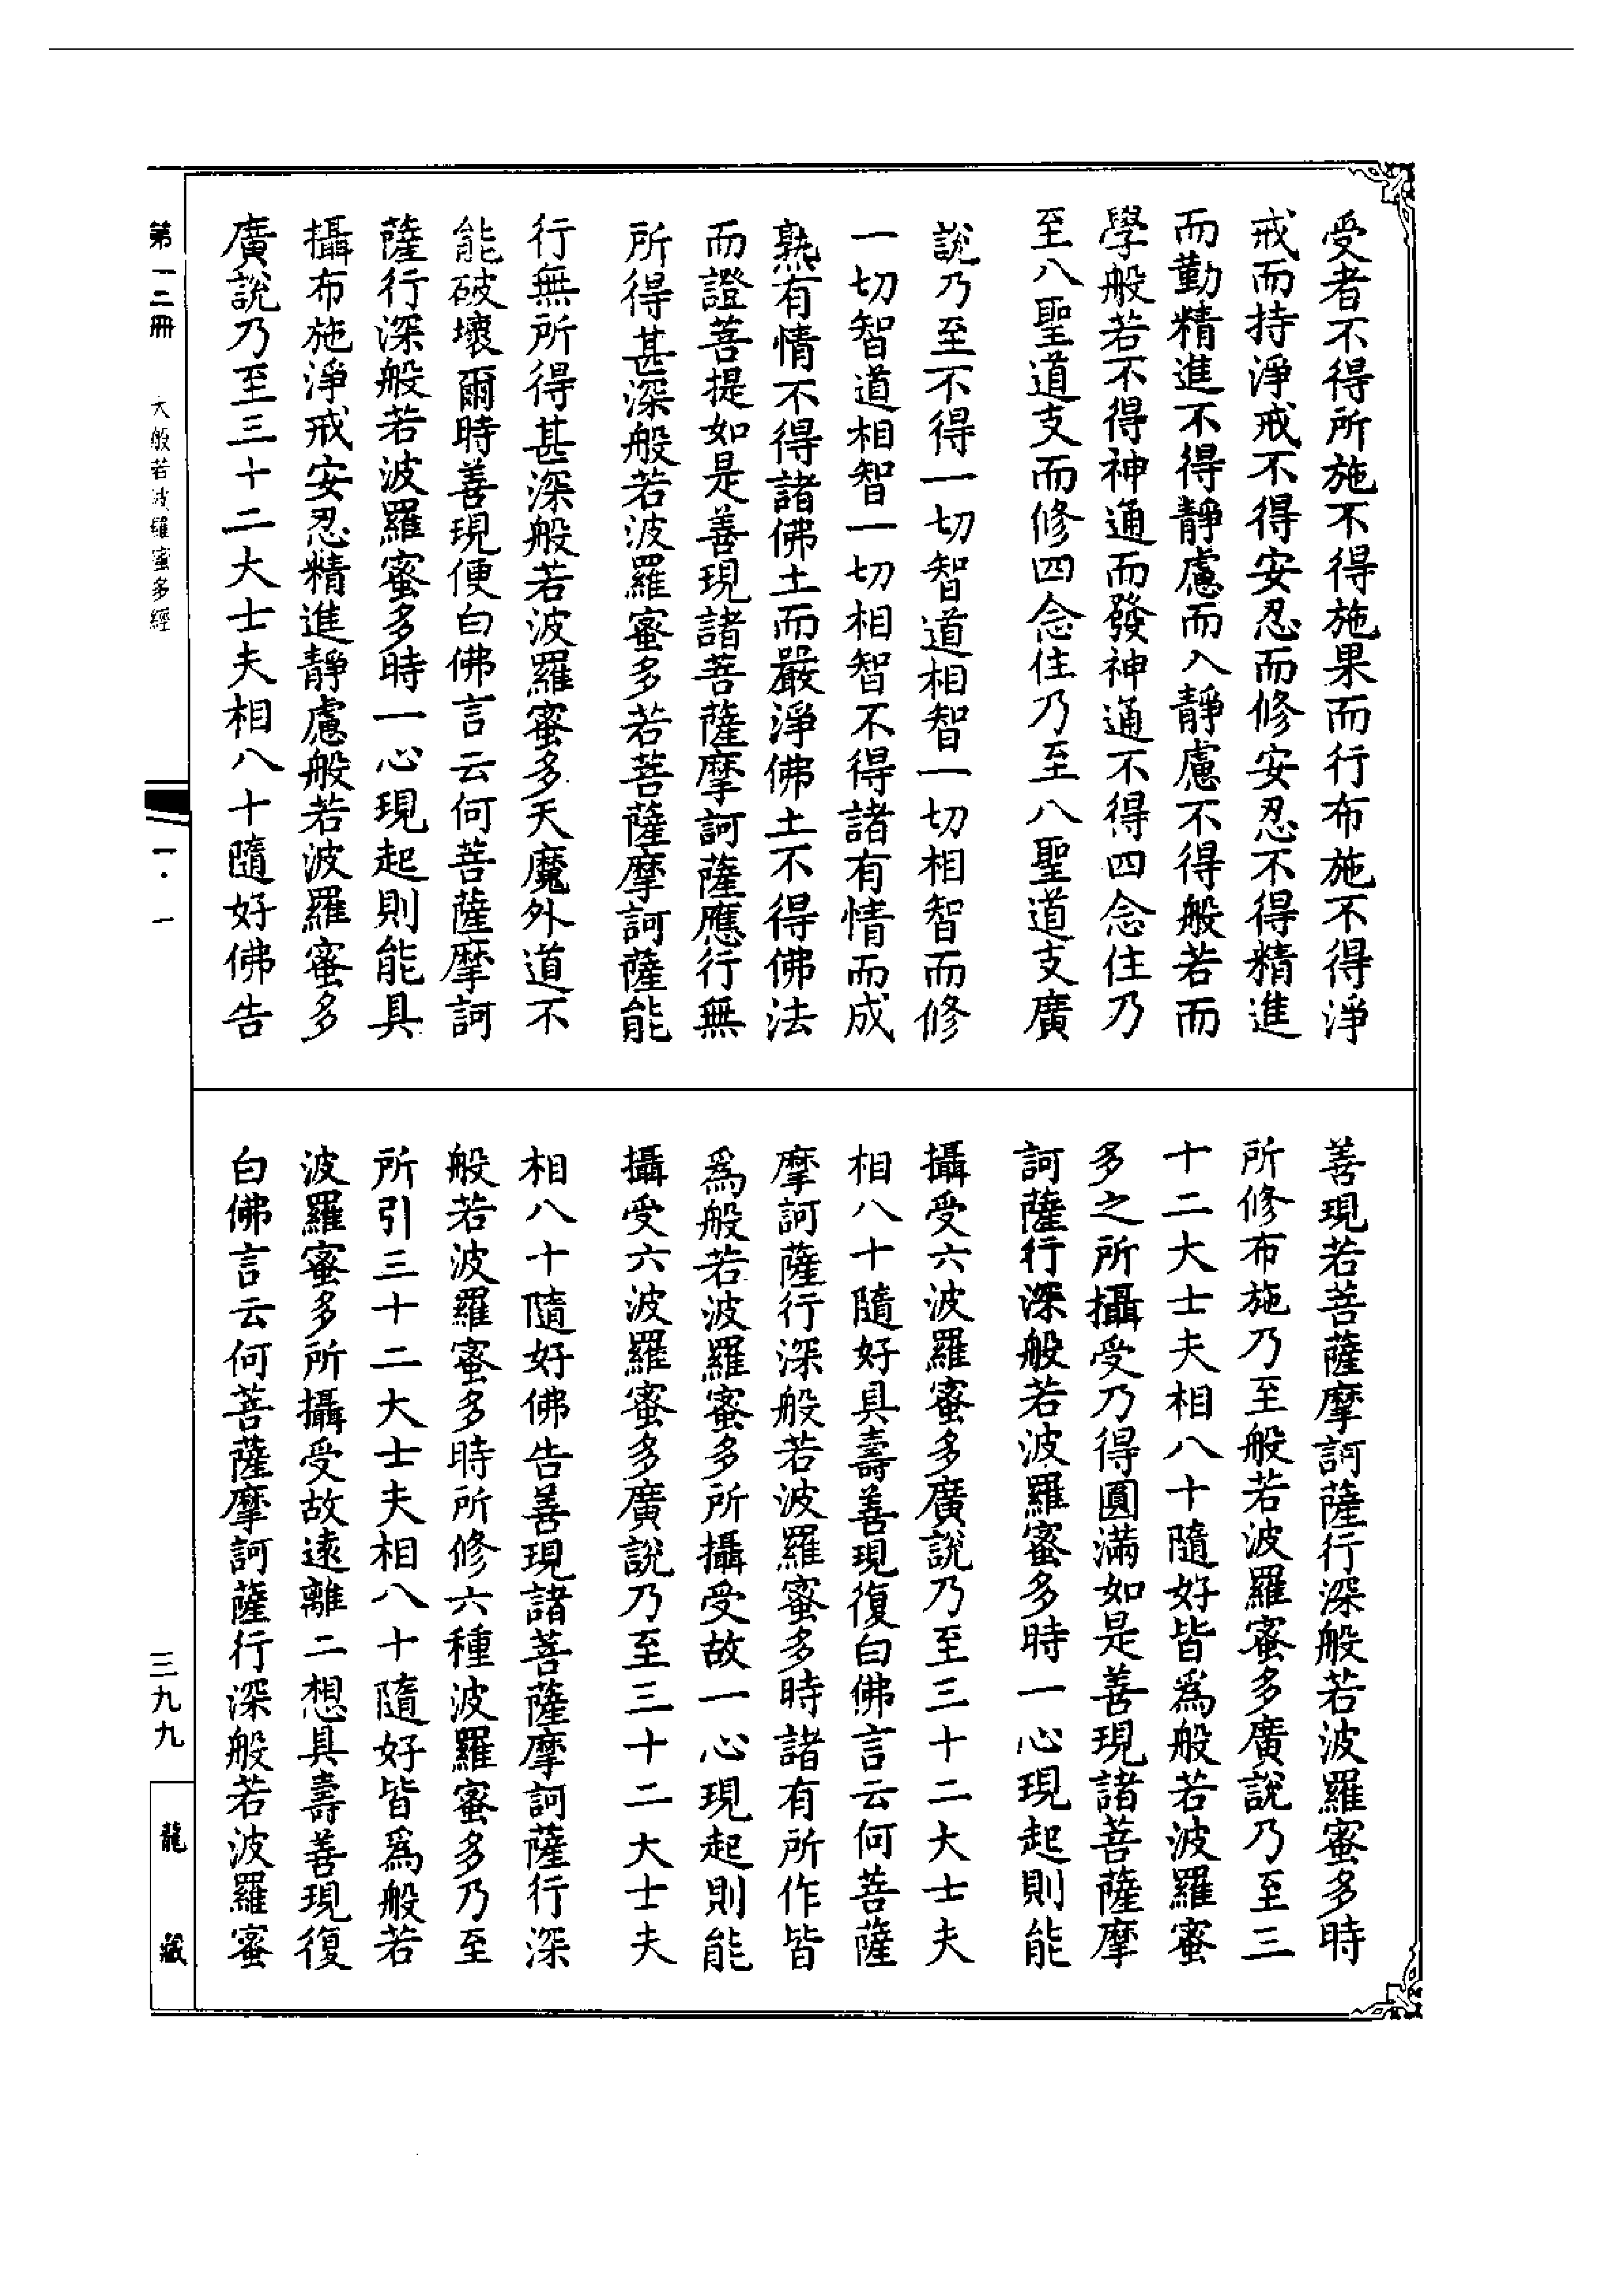 受者不得所施不得施果而行布施不得淨
戒而持淨戒不得安忍而修安忍不得精進
而勤精進不得靜慮而入靜慮不得般若而
學般若不得神通而發神通不得四念住乃
至八聖道支而修四念住乃至八聖道支廣
說乃至不得一切智道相智一切相智而修
一切智道相智一切相智不得諸有情而成
熟有情不得諸佛土而嚴淨佛土不得佛法
而證菩提如是善現諸菩薩摩訶薩應行無
所得甚深般若波羅蜜多若菩薩摩訶薩能
行無所得甚深般若波羅蜜多天魔外道不
能破壞爾時善現便白佛言云何菩薩摩訶
薩行深般若波羅蜜多時一心現起則能具
攝布施淨戒安忍精進靜慮般若波羅蜜多
廣說乃至三十二大士夫相八十隨好佛告
善現若菩薩摩訶薩行深般若波羅蜜多時
所修布施乃至般若波羅蜜多廣說乃至三
十二大士夫相八十隨好皆為般若波羅蜜
多之所攝受乃得圓滿如是善現諸菩薩摩
訶薩行深般若波羅蜜多時一心現起則能
攝受六波羅蜜多廣說乃至三十二大士夫
相八十隨好具壽善現復白佛言云何菩薩
摩訶薩行深般若波羅蜜多時諸有所作皆
為般若波羅蜜多所攝受故一心現起則能
攝受六波羅蜜多廣說乃至三十二大士夫
相八十隨好佛告善現諸菩薩摩訶薩行深
般若波羅蜜多時所修六種波羅蜜多乃至
所引三十二大士夫相八十隨好皆為般若
波羅蜜多所攝受故遠離二想具壽善現復
白佛言云何菩薩摩訶薩行深般若波羅蜜
第一二冊 大般若波羅蜜多經
一·一
三九九
龍藏